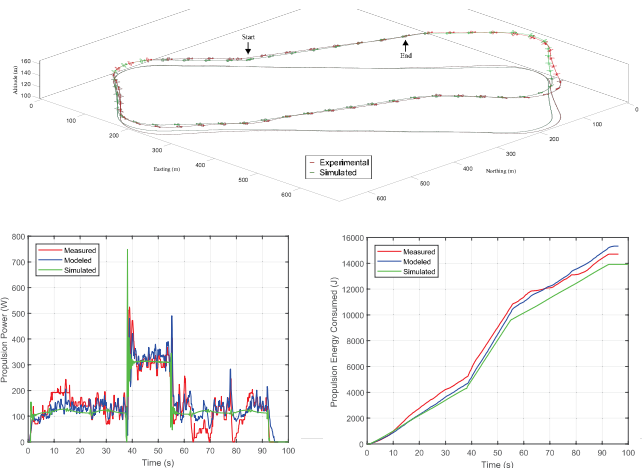 Start
End
Altitude (m)
160
140
120
100
0
100
200
300
400
500
600
Easting (m)
Experimentall
Siimullated
0
100
200
300
400
500
600
Northing (m)
800
700
600
500
400
300
200
100
0
Propulsion Power (W)
Measured
Modeled
Simulated
0 10 20 30 40 50 60 70 80 90 100
Time (s)
16000
14000
12000
10000
8000
6000
4000
2000
0
Propulsion Energy Consumed (J)
Measured
Modeled
Simulated
0 10 20 30 40 50 60 70 80 90 100
Time (s)